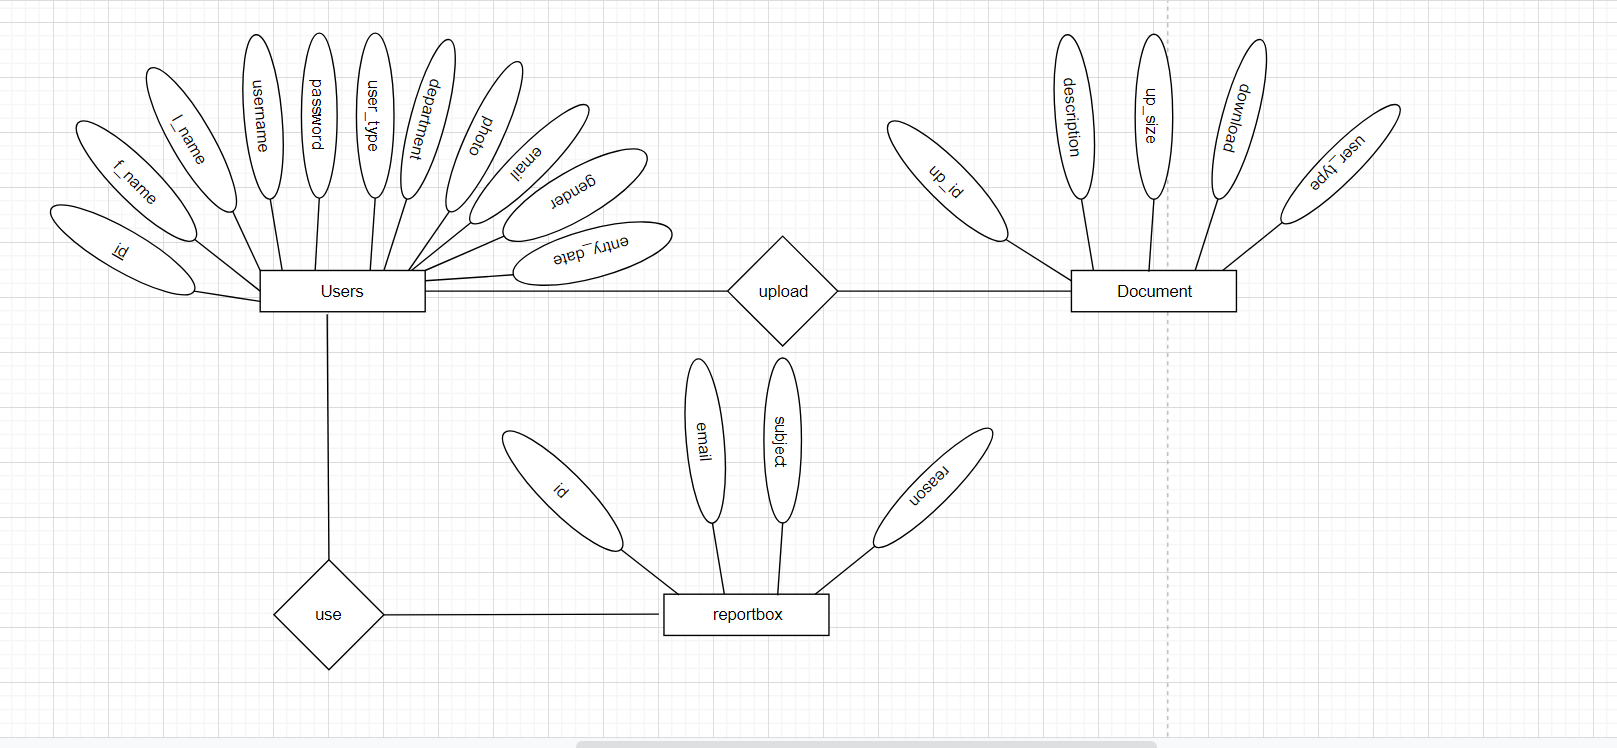 id
f_name
l_name
username
password
user_type
department
photo
email
gender
entry_date
Users
upload
up_id
description
up_size
download
user_type
Document
id
email
subject
reason
use
reportbox